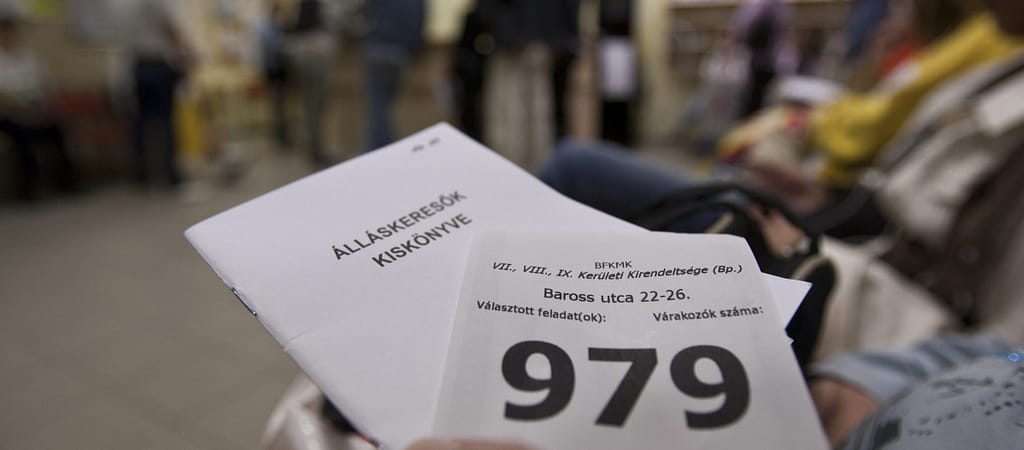 ÁLLÁSKERESŐK
KISKÖNYVE
BFKMK
VII., VIII., IX. Kerületi Kirendeltsége (Bp.)
Baross utca 22-26.
Választott feladat(ok): Várakozók száma:
979